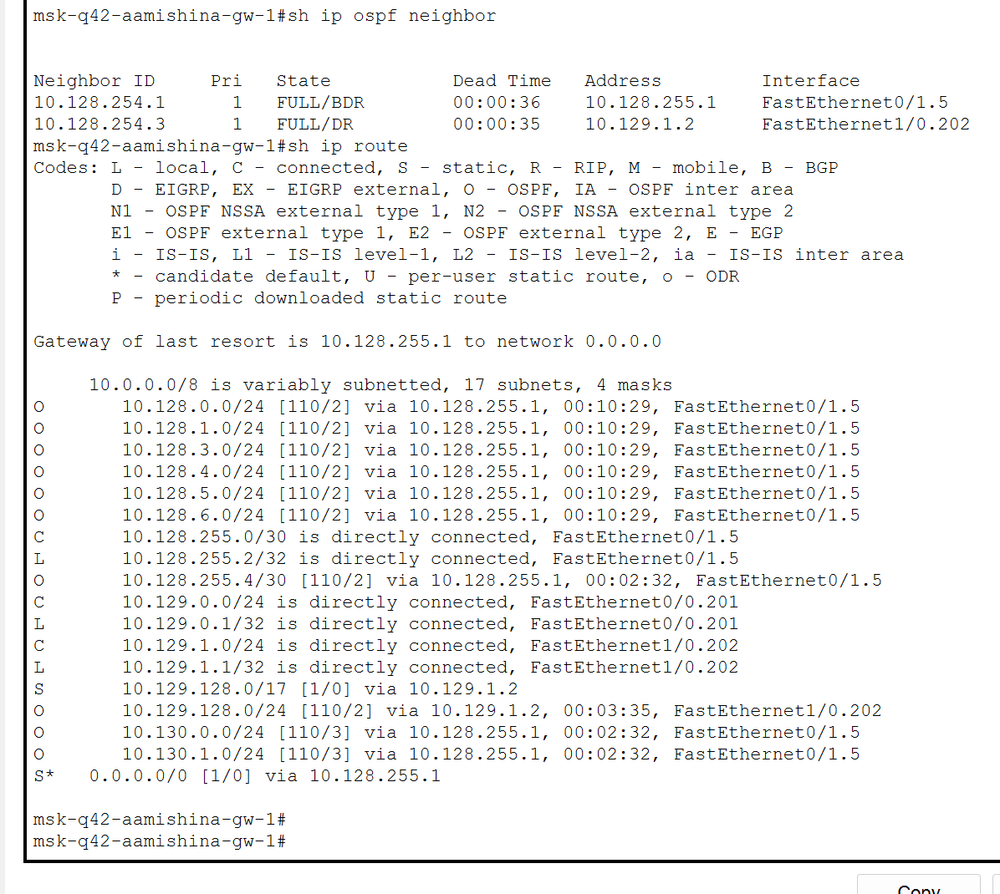 msk-q42-aamishina-gw-1#sh ip ospf neighbor
Neighbor ID     Pri   State           Dead Time   Address         Interface
10.128.254.1      1   FULL/BDR        00:00:36    10.128.255.1    FastEthernet0/1.5
10.128.254.3      1   FULL/DR         00:00:35    10.129.1.2      FastEthernet1/0.202
msk-q42-aamishina-gw-1#sh ip route
Codes: L - local, C - connected, S - static, R - RIP, M - mobile, B - BGP
       D - EIGRP, EX - EIGRP external, O - OSPF, IA - OSPF inter area
       N1 - OSPF NSSA external type 1, N2 - OSPF NSSA external type 2
       E1 - OSPF external type 1, E2 - OSPF external type 2, E - EGP
       i - IS-IS, L1 - IS-IS level-1, L2 - IS-IS level-2, ia - IS-IS inter area
       * - candidate default, U - per-user static route, o - ODR
       P - periodic downloaded static route
Gateway of last resort is 10.128.255.1 to network 0.0.0.0
     10.0.0.0/8 is variably subnetted, 17 subnets, 4 masks
O       10.128.0.0/24 [110/2] via 10.128.255.1, 00:10:29, FastEthernet0/1.5
O       10.128.1.0/24 [110/2] via 10.128.255.1, 00:10:29, FastEthernet0/1.5
O       10.128.3.0/24 [110/2] via 10.128.255.1, 00:10:29, FastEthernet0/1.5
O       10.128.4.0/24 [110/2] via 10.128.255.1, 00:10:29, FastEthernet0/1.5
O       10.128.5.0/24 [110/2] via 10.128.255.1, 00:10:29, FastEthernet0/1.5
O       10.128.6.0/24 [110/2] via 10.128.255.1, 00:10:29, FastEthernet0/1.5
C       10.128.255.0/30 is directly connected, FastEthernet0/1.5
L       10.128.255.2/32 is directly connected, FastEthernet0/1.5
O       10.128.255.4/30 [110/2] via 10.128.255.1, 00:02:32, FastEthernet0/1.5
C       10.129.0.0/24 is directly connected, FastEthernet0/0.201
L       10.129.0.1/32 is directly connected, FastEthernet0/0.201
C       10.129.1.0/24 is directly connected, FastEthernet1/0.202
L       10.129.1.1/32 is directly connected, FastEthernet1/0.202
S       10.129.128.0/17 [1/0] via 10.129.1.2
O       10.129.128.0/24 [110/2] via 10.129.1.2, 00:03:35, FastEthernet1/0.202
O       10.130.0.0/24 [110/3] via 10.128.255.1, 00:02:32, FastEthernet0/1.5
O       10.130.1.0/24 [110/3] via 10.128.255.1, 00:02:32, FastEthernet0/1.5
S*   0.0.0.0/0 [1/0] via 10.128.255.1
msk-q42-aamishina-gw-1#
msk-q42-aamishina-gw-1#
Copy